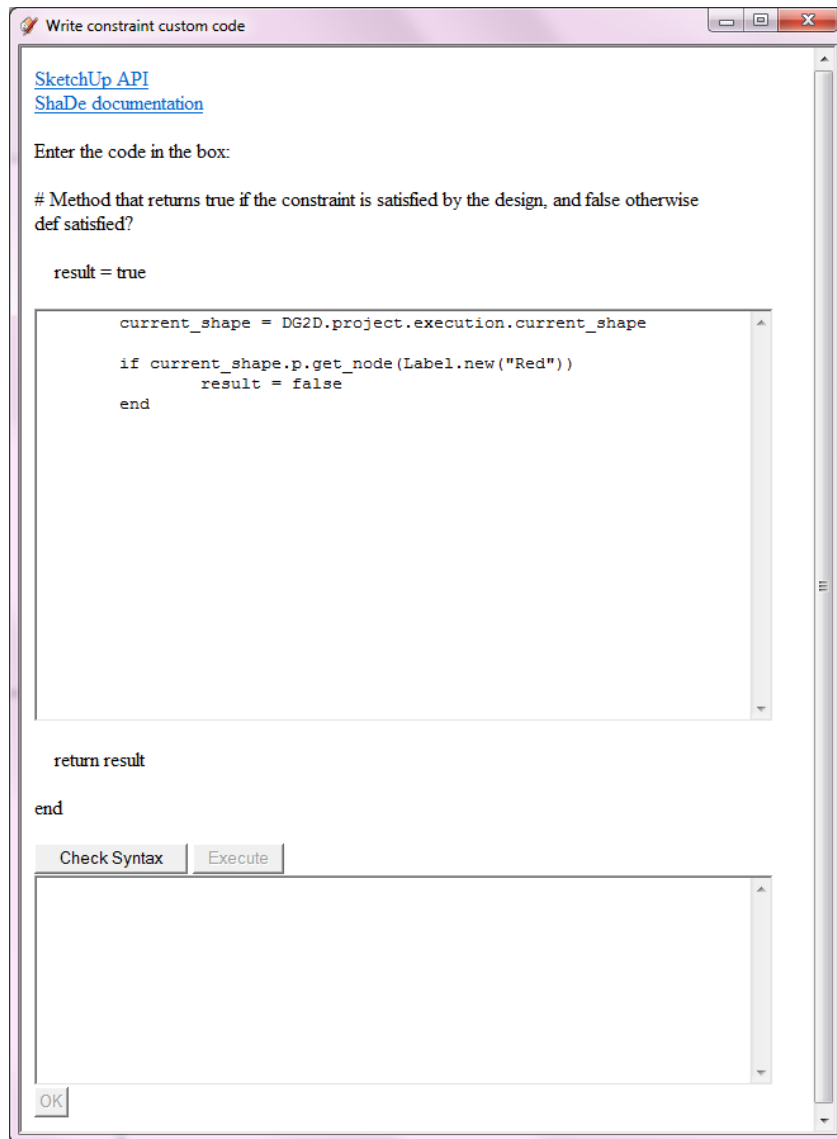 Write constraint custom code
SketchUp API
ShaDe documentation
Enter the code in the box:
# Method that returns true if the constraint is satisfied by the design, and false otherwise
def satisfied?
result = true
current_shape = DG2D.project.execution.current_shape
if current_shape.p.get_node(Label.new("Red"))
result = false
end
return result
end
Check Syntax Execute
OK